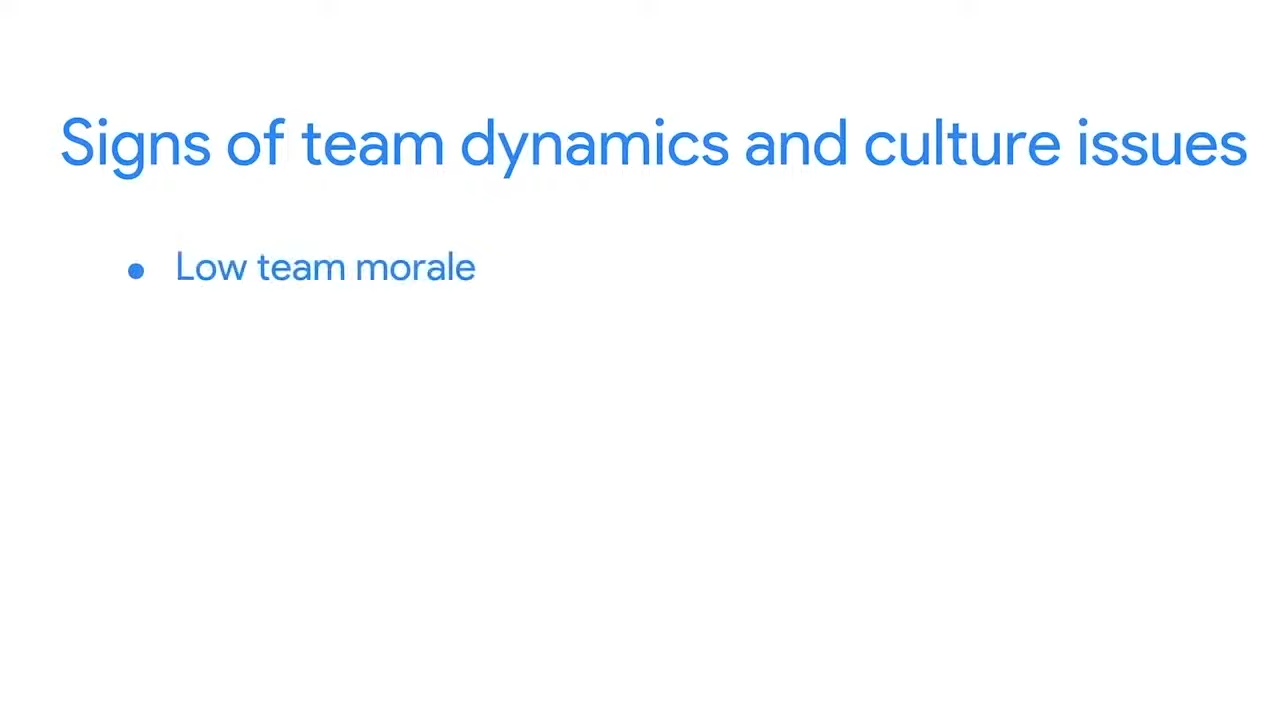 Signs of team dynamics and culture issues
● Low team morale